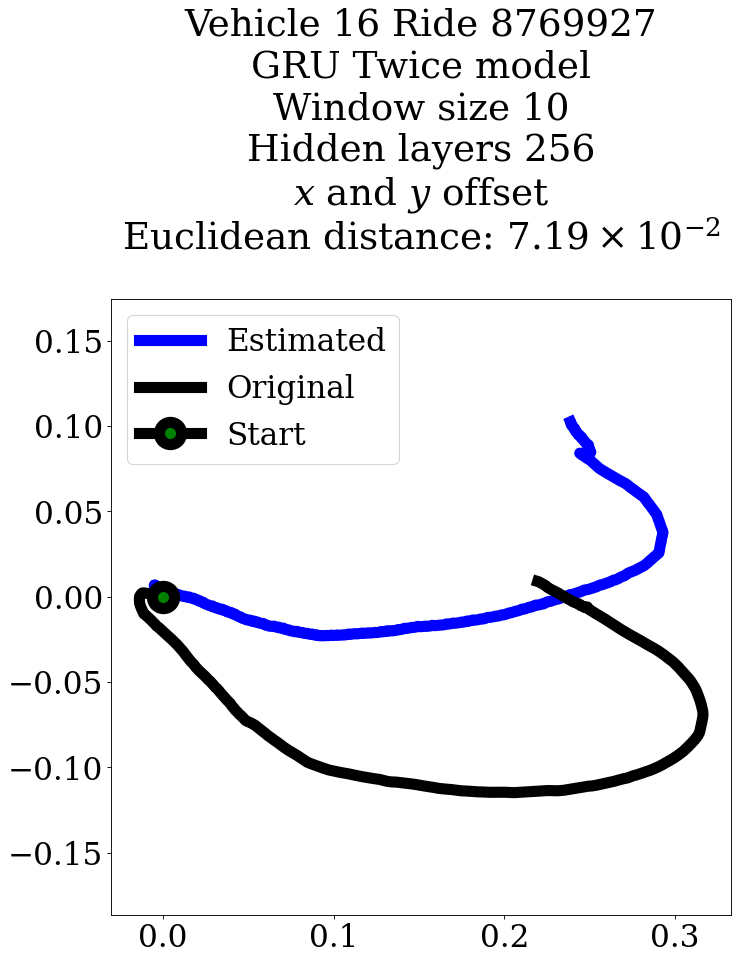 Vehicle 16 Ride 8769927
GRU Twice model
Window size 10
Hidden layers 256
x and y offset
Euclidean distance: 7.19 × 10⁻²
Estimated
Original
Start
0.15
0.10
0.05
0.00
−0.05
−0.10
−0.15
0.0 0.1 0.2 0.3